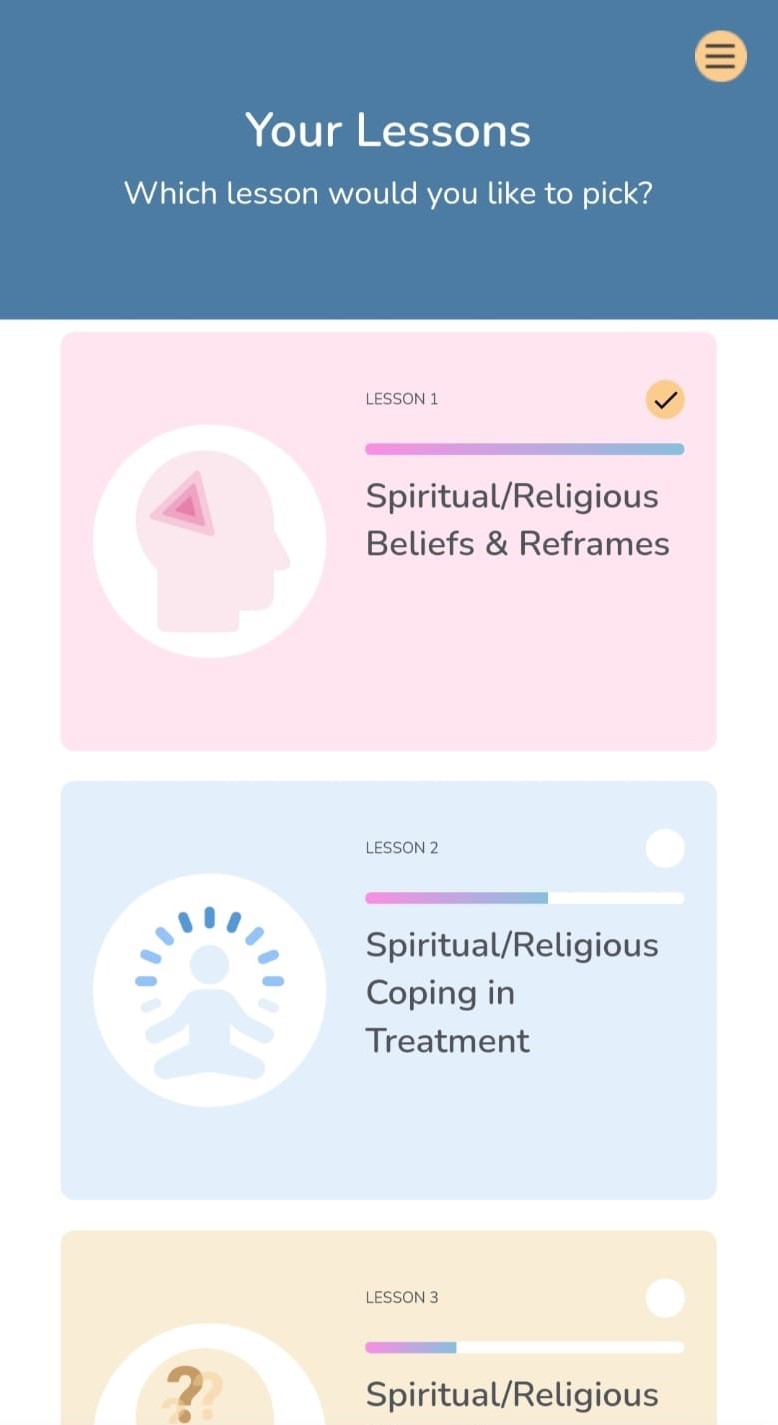 Your Lessons
Which lesson would you like to pick?
LESSON 1
Spiritual/Religious
Beliefs & Reframes
LESSON 2
Spiritual/Religious
Coping in
Treatment
LESSON 3
??
Spiritual/Religious